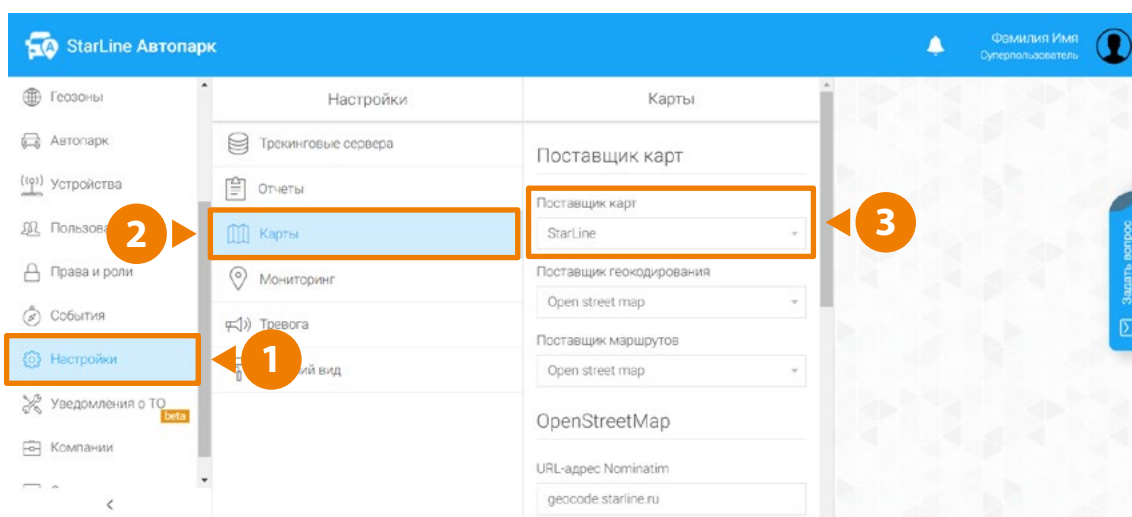 StarLine Автопарк
Фамилия Имя
Суперпользователь
Геозоны
Автопарк
Устройства
2
Права и роли
События
Настройки
1
Уведомления о ТО
beta
Компании
Настройки
Трекинговые сервера
Отчеты
Карты
Мониторинг
Тревога
вид
Карты
Поставщик карт
Поставщик карт
StarLine
3
Поставщик геокодирования
Open street map
Поставщик маршрутов
Open street map
OpenStreetMap
URL-адрес Nominatim
geocode.starline.ru
Задать вопрос